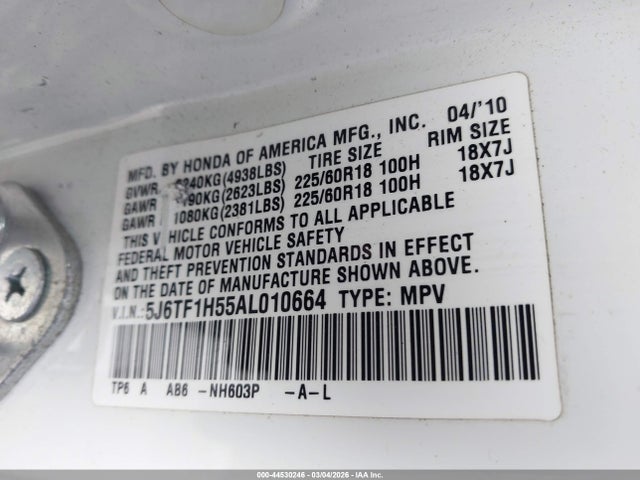 MFD. BY HONDA OF AMERICA MFG., INC. 04/'10
GVWR 2240KG(4938LBS) TIRE SIZE RIM SIZE
GAWR 1190KG(2623LBS) 225/60R18 100H 18X7J
GAWR 1080KG(2381LBS) 225/60R18 100H 18X7J
THIS V HICLE CONFORMS TO ALL APPLICABLE
FEDERAL MOTOR VEHICLE SAFETY
AND THEFT PREVENTION STANDARDS IN EFFECT
ON THE DATE OF MANUFACTURE SHOWN ABOVE.
V.I.N.:5J6TF1H55AL010664 TYPE: MPV
TP6 A AB6 -NH603P -A-L
000-44530246 - 03/04/2026 - IAA Inc.